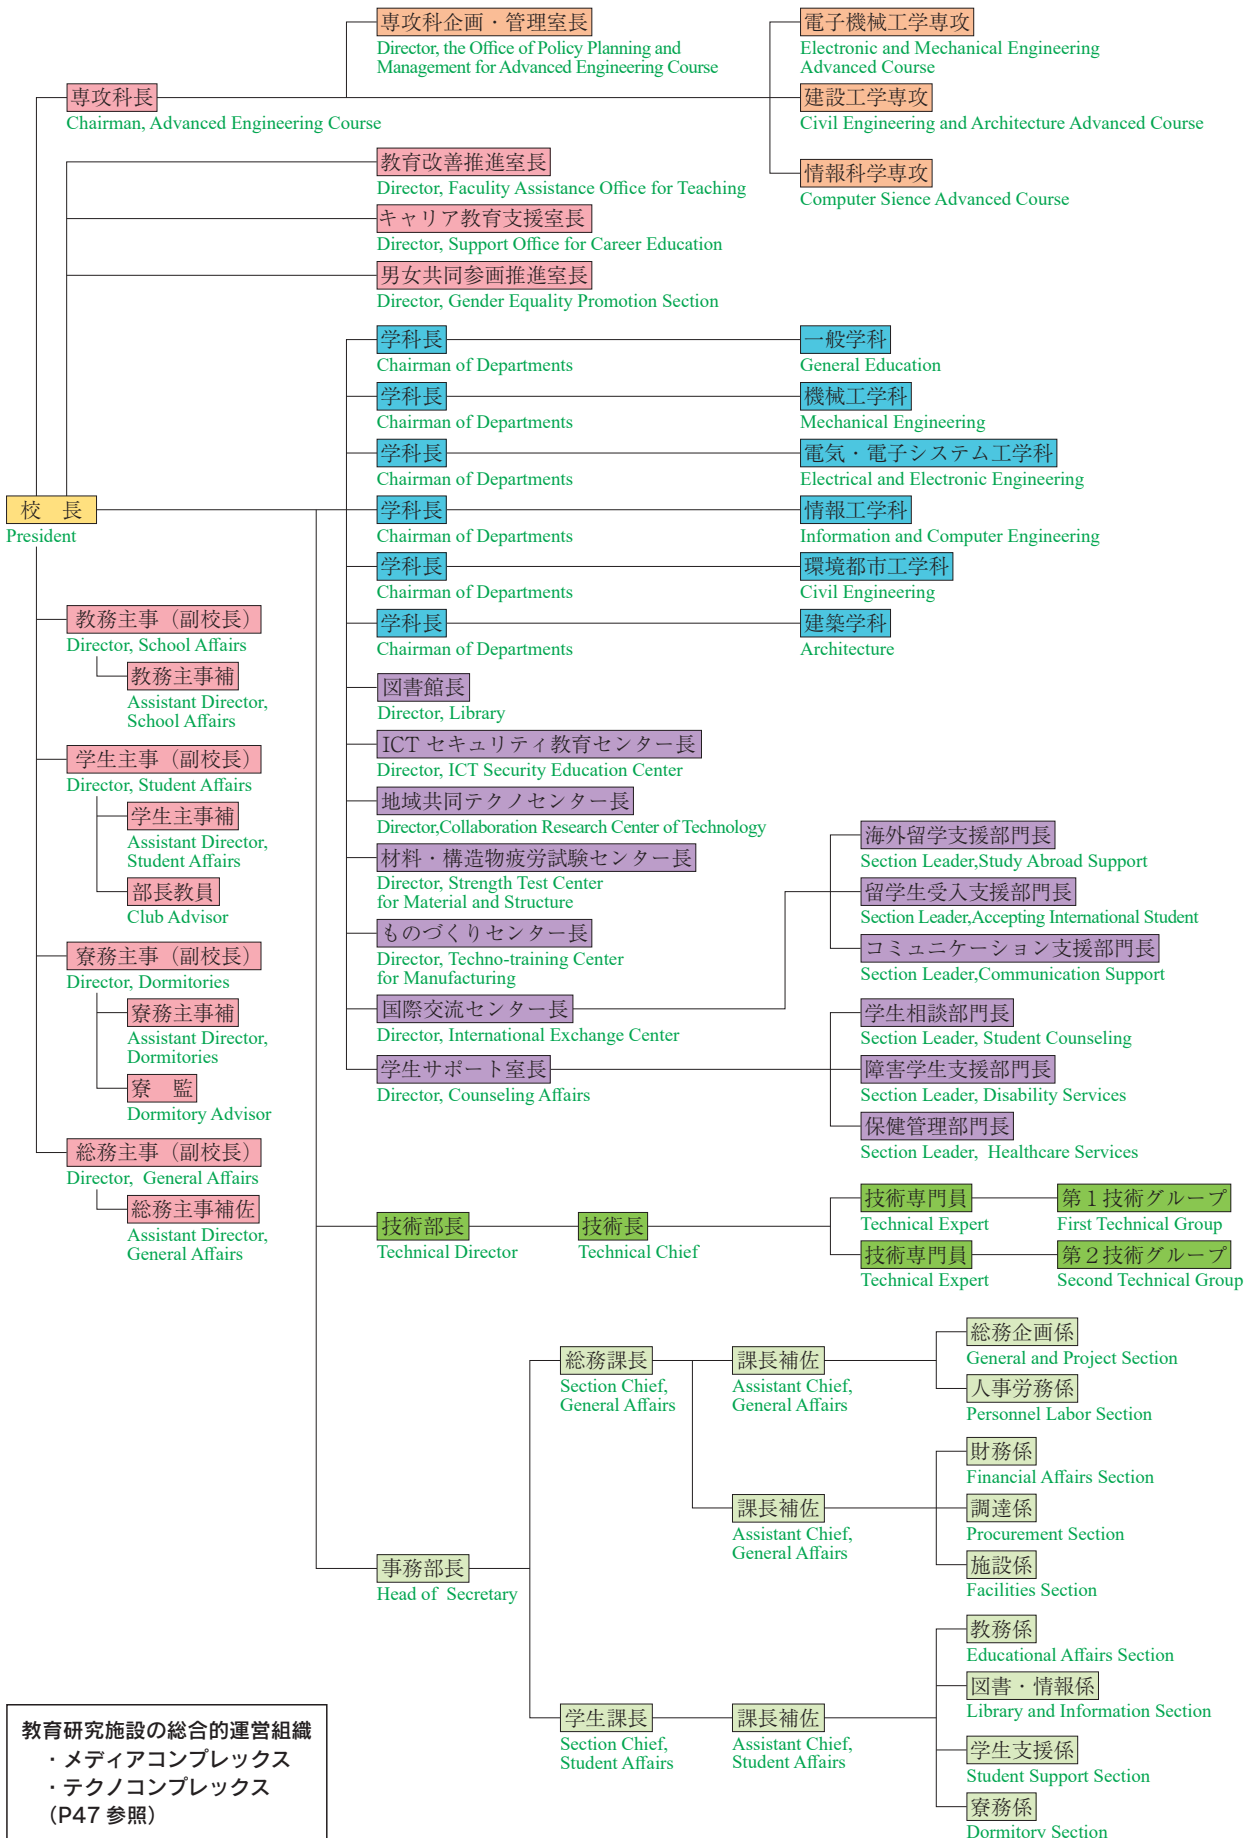 専攻科企画・管理室長
Director, the Office of Policy Planning and
Management for Advanced Engineering Course
電子機械工学専攻
Electronic and Mechanical Engineering
Advanced Course
専攻科長
Chairman, Advanced Engineering Course
建設工学専攻
Civil Engineering and Architecture Advanced Course
情報科学専攻
Computer Sience Advanced Course
教育改善推進室長
Director, Faculty Assistance Office for Teaching
キャリア教育支援室長
Director, Support Office for Career Education
男女共同参画推進室長
Director, Gender Equality Promotion Section
学科長
Chairman of Departments
一般学科
General Education
学科長
Chairman of Departments
機械工学科
Mechanical Engineering
学科長
Chairman of Departments
電気・電子システム工学科
Electrical and Electronic Engineering
校 長
President
学科長
Chairman of Departments
情報工学科
Information and Computer Engineering
学科長
Chairman of Departments
環境都市工学科
Civil Engineering
学科長
Chairman of Departments
建築学科
Architecture
教務主事（副校長）
Director, School Affairs
教務主事補
Assistant Director,
School Affairs
学生主事（副校長）
Director, Student Affairs
学生主事補
Assistant Director,
Student Affairs
部長教員
Club Advisor
寮務主事（副校長）
Director, Dormitories
寮務主事補
Assistant Director,
Dormitories
寮 監
Dormitory Advisor
総務主事（副校長）
Director, General Affairs
総務主事補佐
Assistant Director,
General Affairs
図書館長
Director, Library
ICT セキュリティ教育センター長
Director, ICT Security Education Center
地域共同テクノセンター長
Director,Collaboration Research Center of Technology
材料・構造物疲労試験センター長
Director, Strength Test Center
for Material and Structure
ものづくりセンター長
Director, Techno-training Center
for Manufacturing
国際交流センター長
Director, International Exchange Center
学生サポート室長
Director, Counseling Affairs
海外留学支援部門長
Section Leader,Study Abroad Support
留学生受入支援部門長
Section Leader,Accepting International Student
コミュニケーション支援部門長
Section Leader,Communication Support
学生相談部門長
Section Leader, Student Counseling
障害学生支援部門長
Section Leader, Disability Services
保健管理部門長
Section Leader, Healthcare Services
技術部長
Technical Director
技術長
Technical Chief
技術専門員
Technical Expert
第１技術グループ
First Technical Group
技術専門員
Technical Expert
第２技術グループ
Second Technical Group
事務部長
Head of Secretary
総務課長
Section Chief,
General Affairs
課長補佐
Assistant Chief,
General Affairs
総務企画係
General and Project Section
人事労務係
Personnel Labor Section
課長補佐
Assistant Chief,
General Affairs
財務係
Financial Affairs Section
調達係
Procurement Section
施設係
Facilities Section
学生課長
Section Chief,
Student Affairs
課長補佐
Assistant Chief,
Student Affairs
教務係
Educational Affairs Section
図書・情報係
Library and Information Section
学生支援係
Student Support Section
寮務係
Dormitory Section
教育研究施設の総合的運営組織
・メディアコンプレックス
・テクノコンプレックス
（P47 参照）